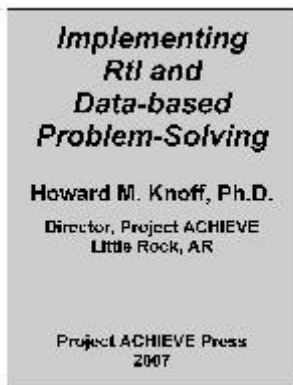 Implementing
RtI and
Data-based
Problem-Solving
Howard M. Knoff, Ph.D.
Director, Project ACHIEVE
Little Rock, AR
Project ACHIEVE Press
2007